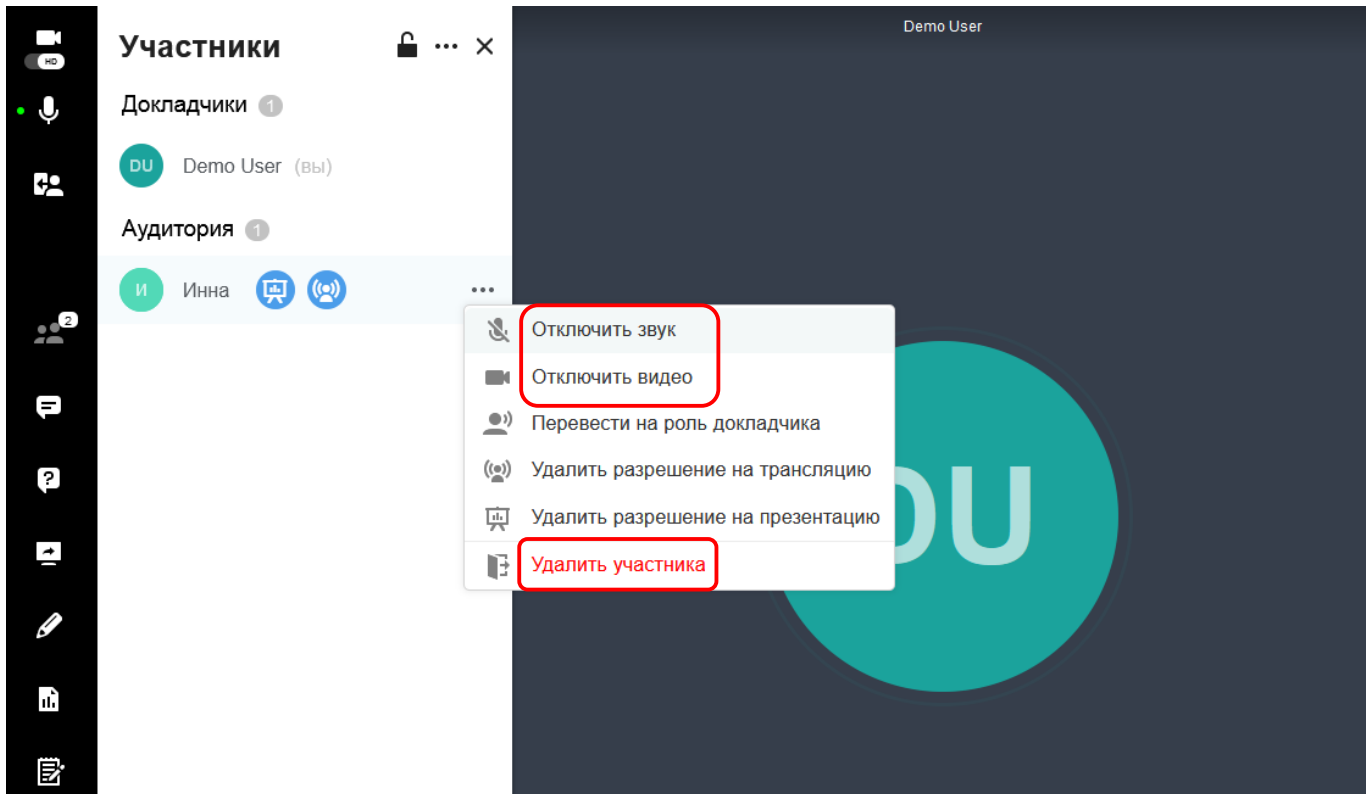 Demo User
HD
Участники
Докладчики 1
DU Demo User (вы)
Аудитория 1
И Инна
2
Отключить звук
Отключить видео
Перевести на роль докладчика
Удалить разрешение на трансляцию
Удалить разрешение на презентацию
Удалить участника
DU